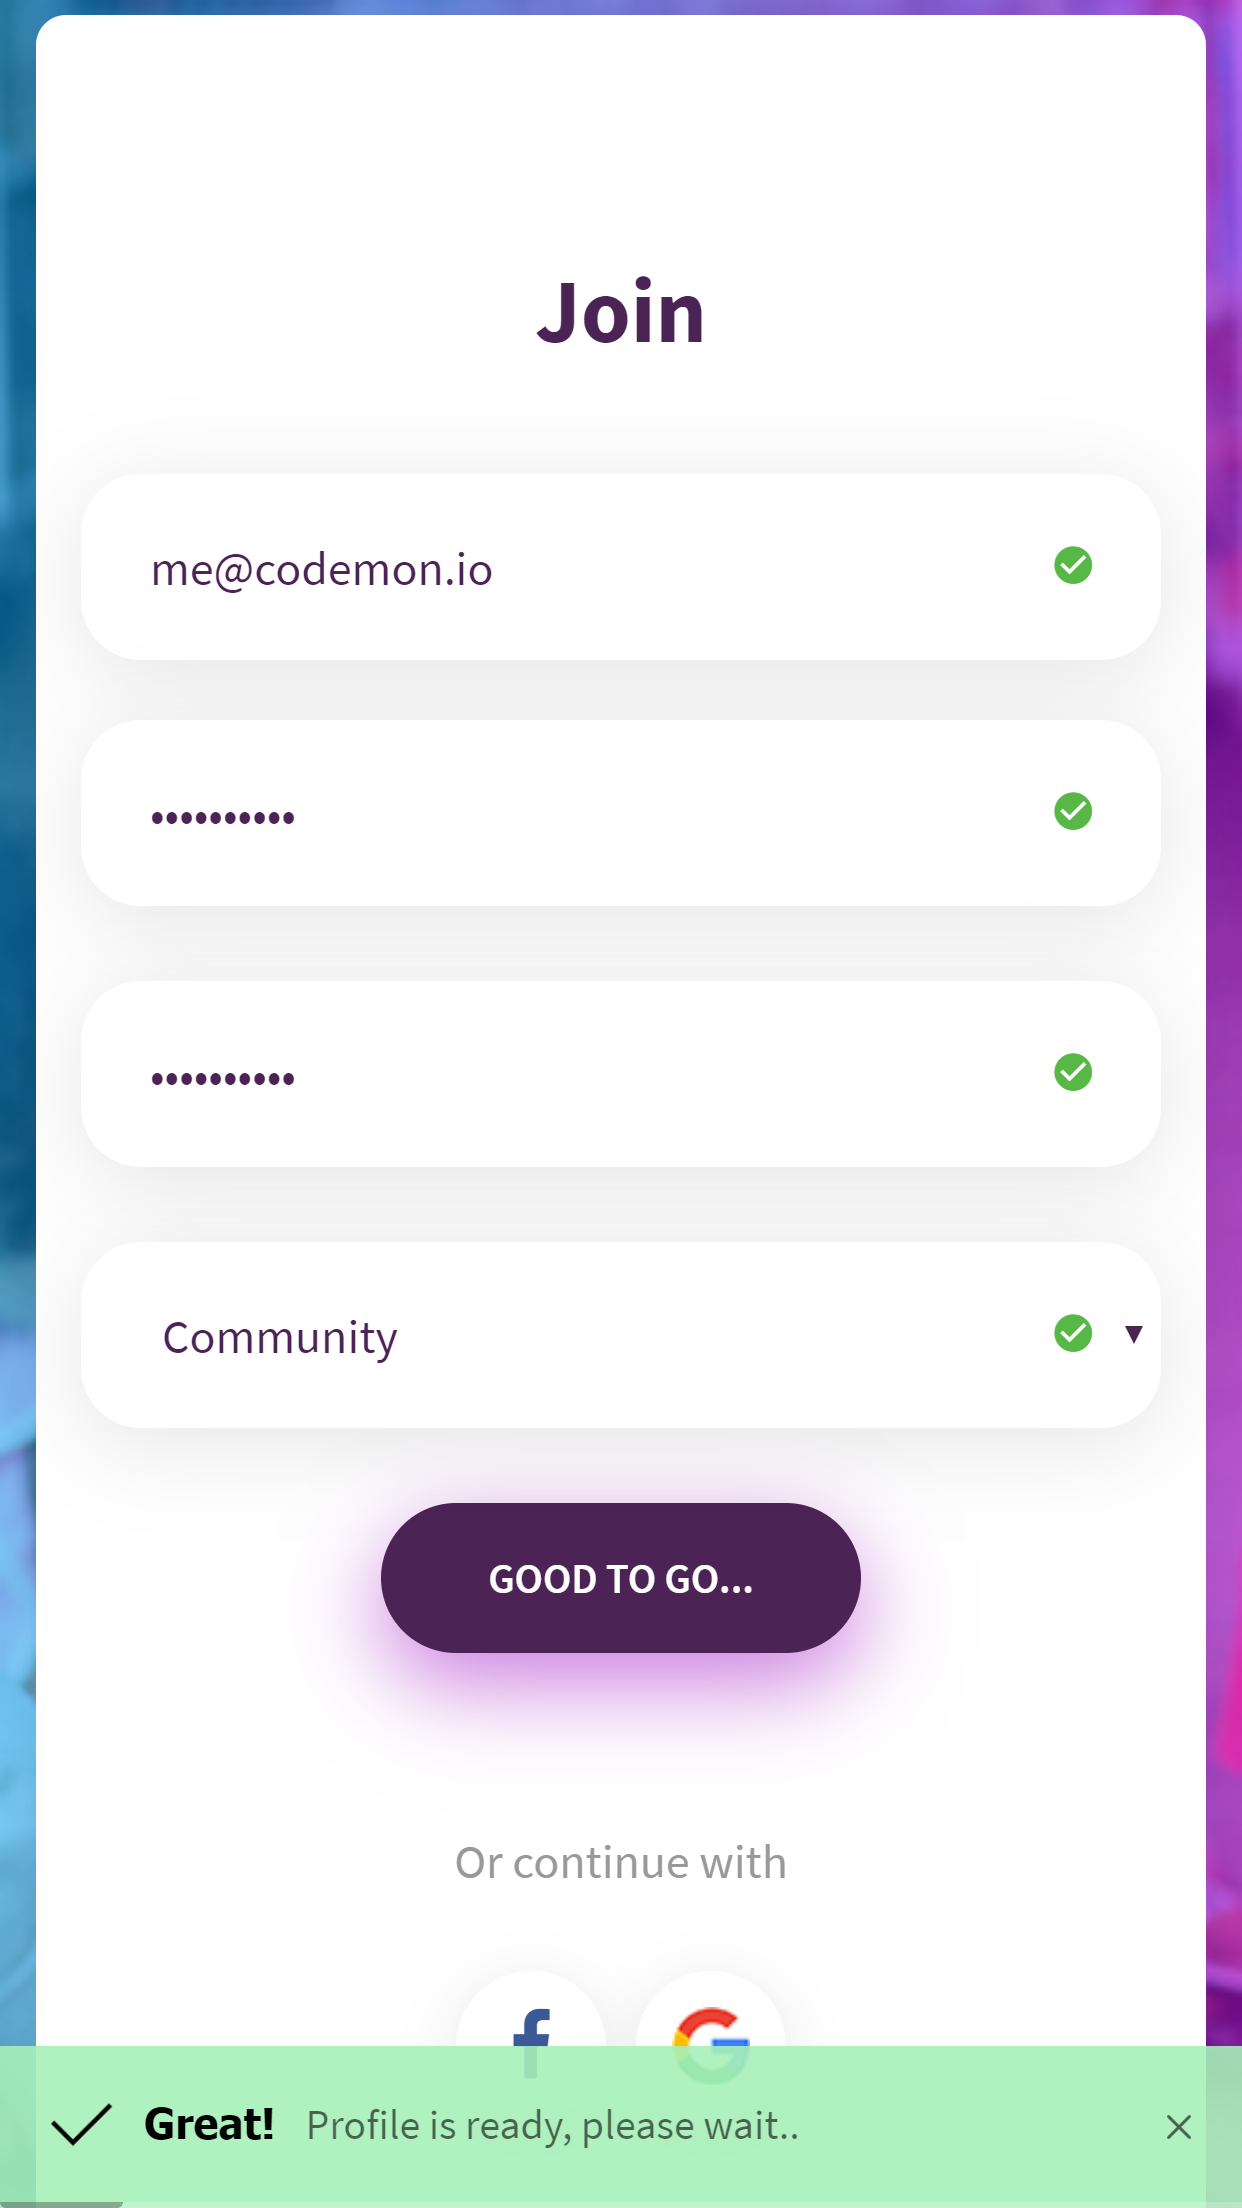 Join
me@codemon.io
••••••••••
••••••••••
Community
GOOD TO GO...
Or continue with
Great! Profile is ready, please wait..